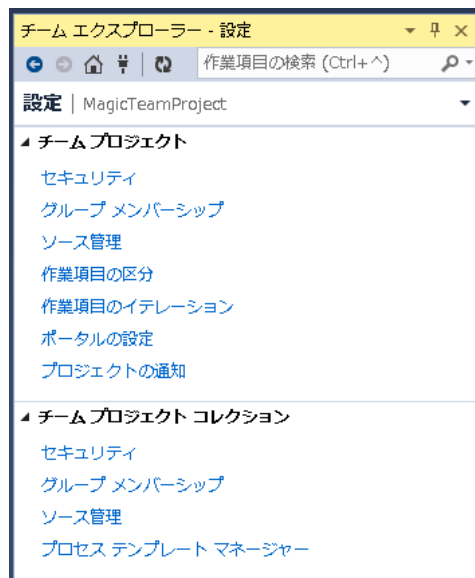 チーム エクスプローラー - 設定
作業項目の検索 (Ctrl+^)
設定 | MagicTeamProject
チーム プロジェクト
セキュリティ
グループ メンバーシップ
ソース管理
作業項目の区分
作業項目のイテレーション
ポータルの設定
プロジェクトの通知
チーム プロジェクト コレクション
セキュリティ
グループ メンバーシップ
ソース管理
プロセス テンプレート マネージャー